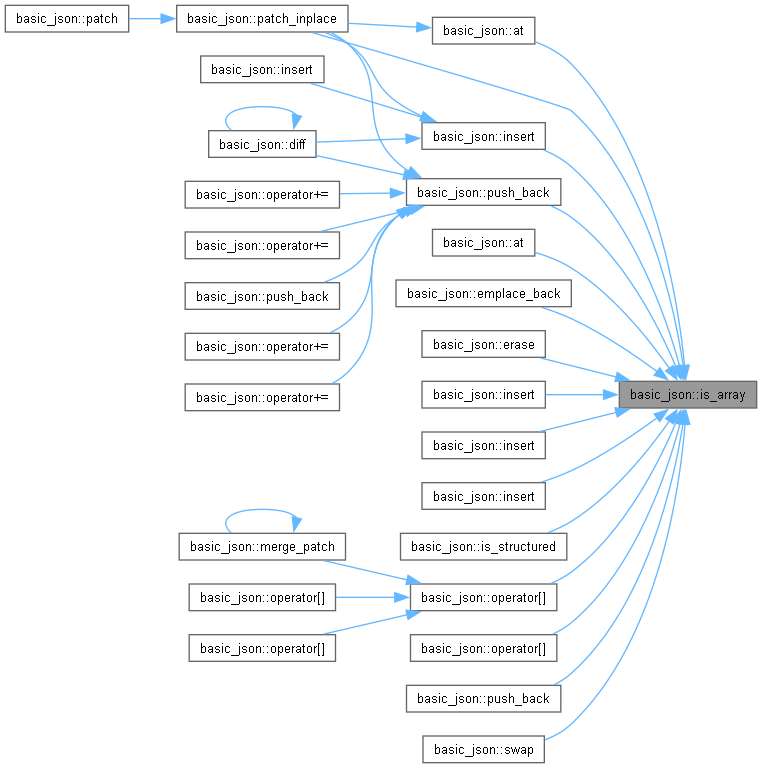 basic_json::patch
basic_json::patch_inplace
basic_json::at
basic_json::insert
basic_json::insert
basic_json::diff
basic_json::push_back
basic_json::operator+=
basic_json::at
basic_json::operator+=
basic_json::emplace_back
basic_json::push_back
basic_json::erase
basic_json::operator+=
basic_json::is_array
basic_json::insert
basic_json::operator+=
basic_json::insert
basic_json::insert
basic_json::merge_patch
basic_json::is_structured
basic_json::operator[]
basic_json::operator[]
basic_json::operator[]
basic_json::operator[]
basic_json::push_back
basic_json::swap